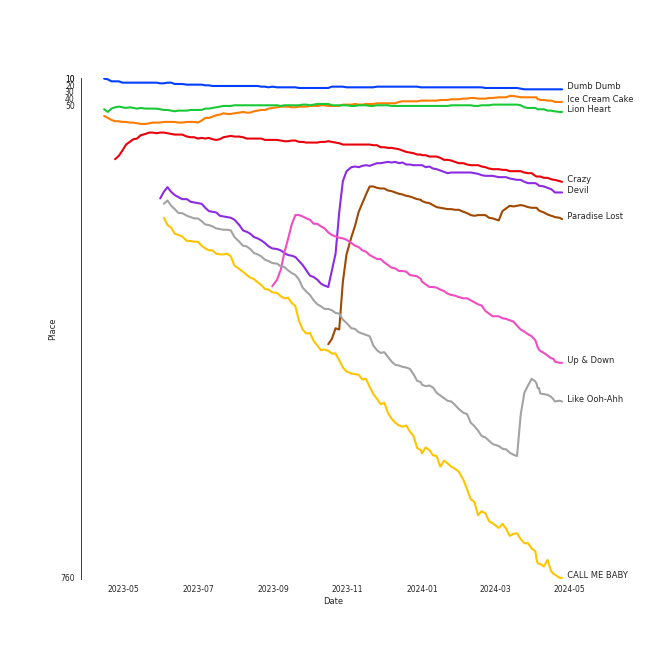 10
20
30
40
50
Dumb Dumb
Ice Cream Cake
Lion Heart
Crazy
Devil
Paradise Lost
Up & Down
Like Ooh-Ahh
CALL ME BABY
Place
760
2023-05
2023-07
2023-09
2023-11
2024-01
2024-03
2024-05
Date